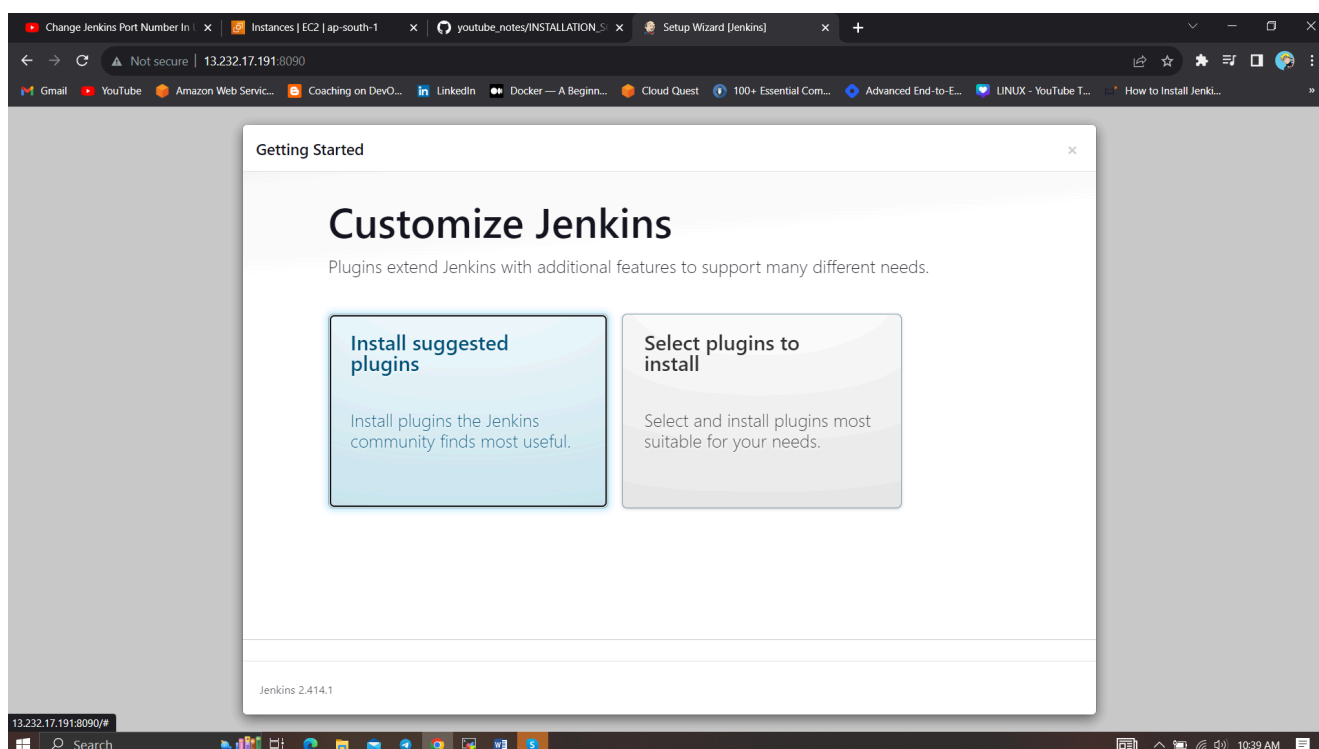 Change Jenkins Port Number In
Instances | EC2 | ap-south-1
youtube_notes/INSTALLATION_S
Setup Wizard [Jenkins]
Not secure
13.232.17.191:8090
Gmail
YouTube
Amazon Web Servic...
Coaching on DevO...
LinkedIn
Docker — A Beginn...
Cloud Quest
100+ Essential Com...
Advanced End-to-E...
LINUX - YouTube T...
How to Install Jenki...
»
Getting Started
×
Customize Jenkins
Plugins extend Jenkins with additional features to support many different needs.
Install suggested
plugins
Install plugins the Jenkins
community finds most useful.
Select plugins to
install
Select and install plugins most
suitable for your needs.
Jenkins 2.414.1
13.232.17.191:8090/#
Search
10:39 AM